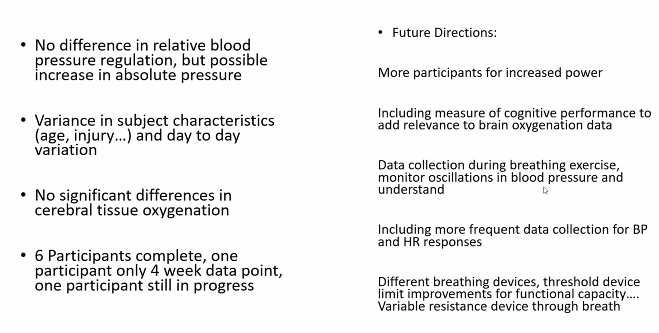 • No difference in relative blood
pressure regulation, but possible
increase in absolute pressure
• Variance in subject characteristics
(age, injury...) and day to day
variation
• No significant differences in
cerebral tissue oxygenation
• 6 Participants complete, one
participant only 4 week data point,
one participant still in progress
• Future Directions:
More participants for increased power
Including measure of cognitive performance to
add relevance to brain oxygenation data
Data collection during breathing exercise,
monitor oscillations in blood pressure and
understand
Including more frequent data collection for BP
and HR responses
Different breathing devices, threshold device
limit improvements for functional capacity....
Variable resistance device through breath